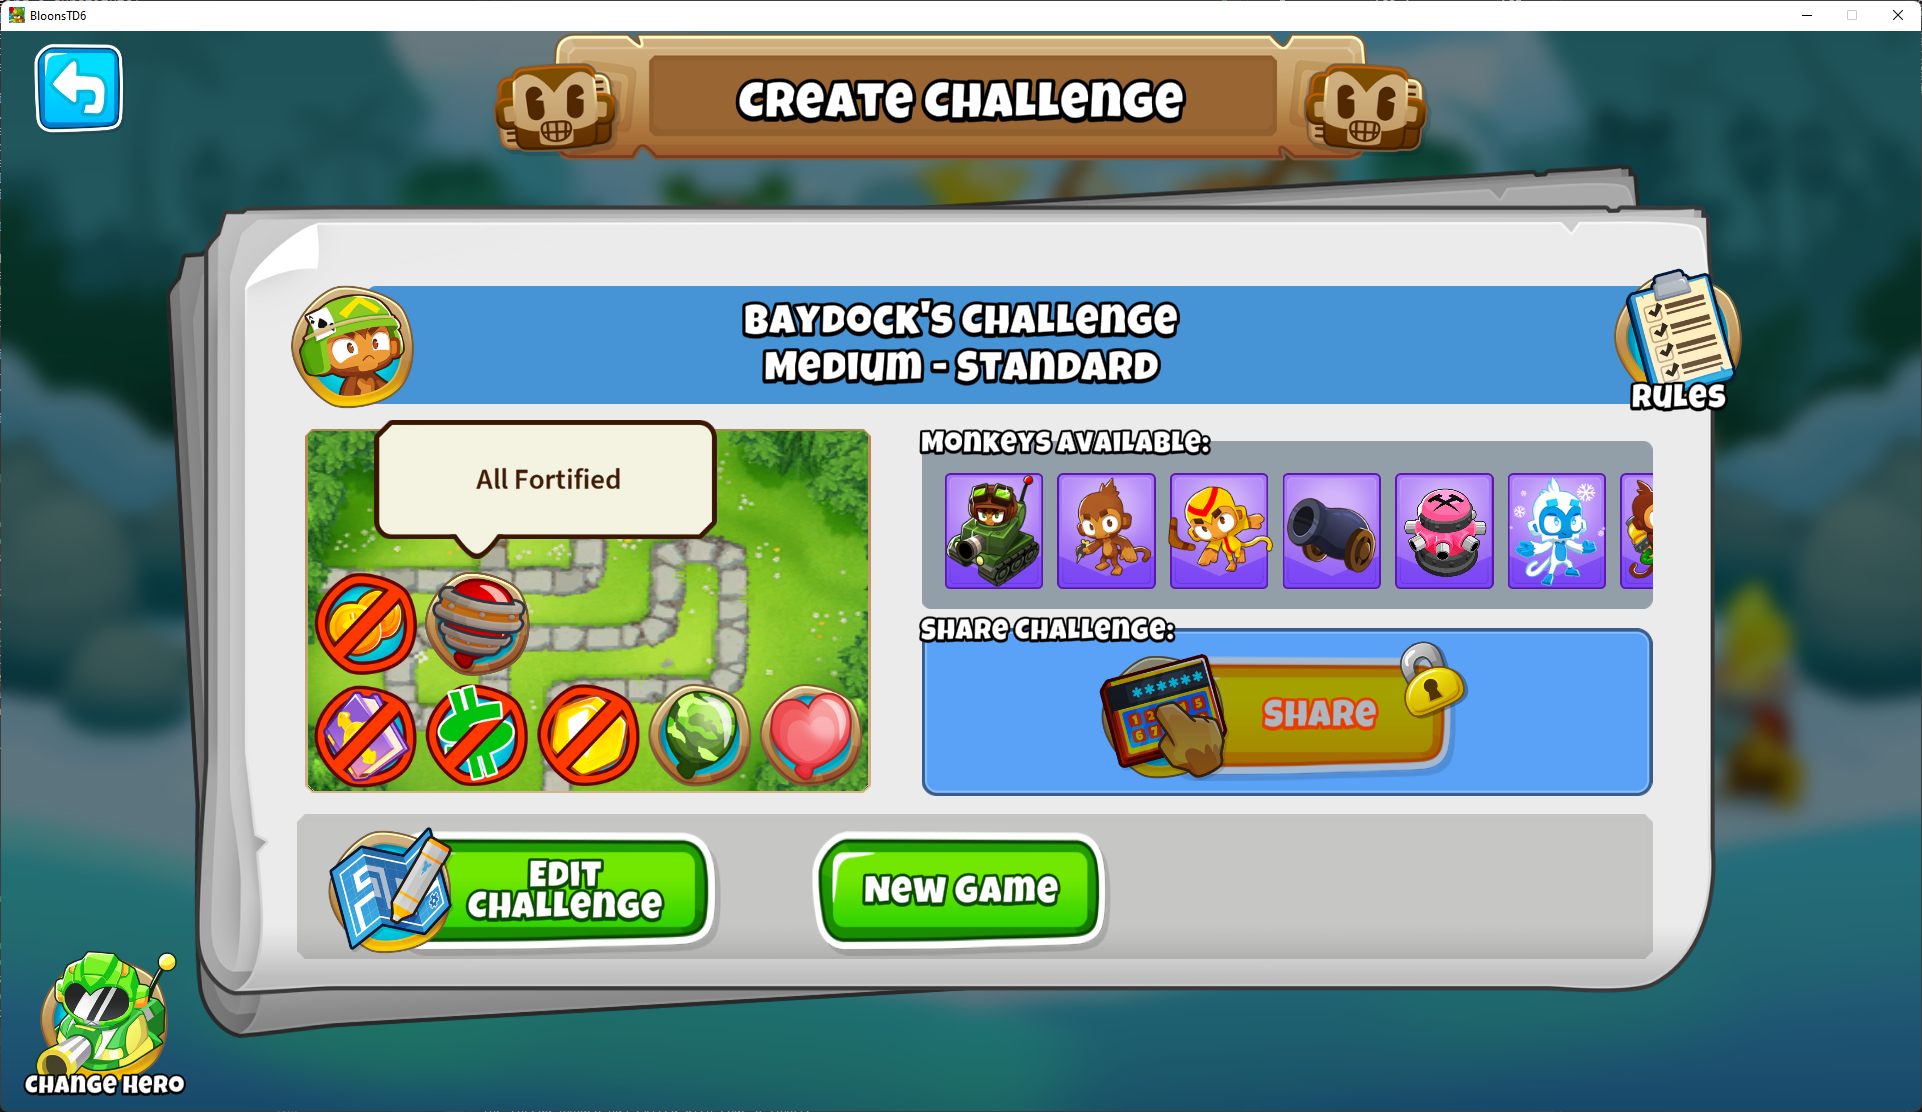 BloonsTD6
CREATE CHALLENGE
BAYDOCK'S CHALLENGE
MEDIUM - STANDARD
RULES
All Fortified
MONKEYS AVAILABLE:
SHARE CHALLENGE:
******
SHARE
EDIT
CHALLENGE
NEW GAME
CHANGE HERO